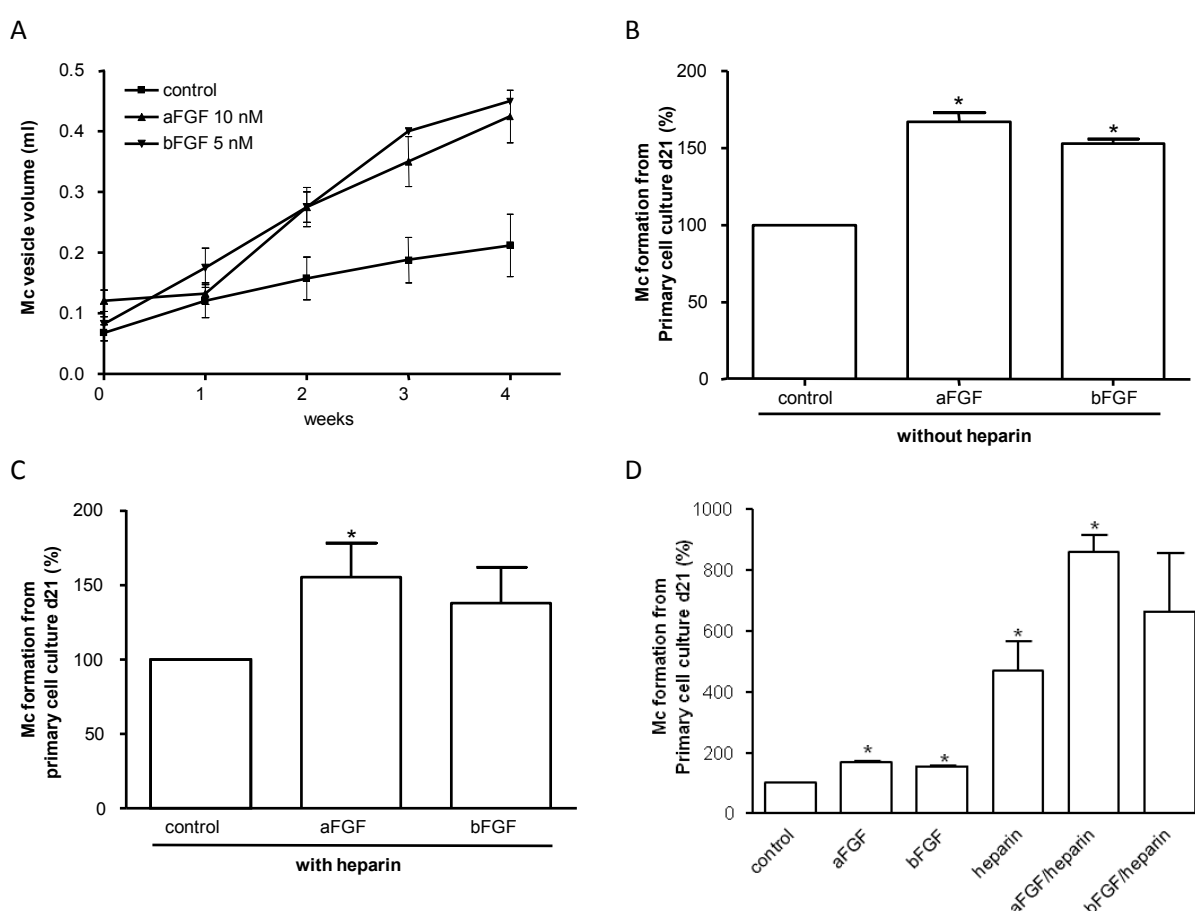 A
Mc vesicle volume (ml)
0.5
0.4
0.3
0.2
0.1
0.0
control
aFGF 10 nM
bFGF 5 nM
0 1 2 3 4
weeks
B
Mc formation from
Primary cell culture d21 (%)
200
150
100
50
0
* *
control aFGF bFGF
without heparin
C
Mc formation from
primary cell culture d21 (%)
200
150
100
50
0
*
control aFGF bFGF
with heparin
D
Mc formation from
Primary cell culture d21 (%)
1000
800
600
400
200
0
* * * *
control aFGF bFGF heparin aFGF/heparin bFGF/heparin